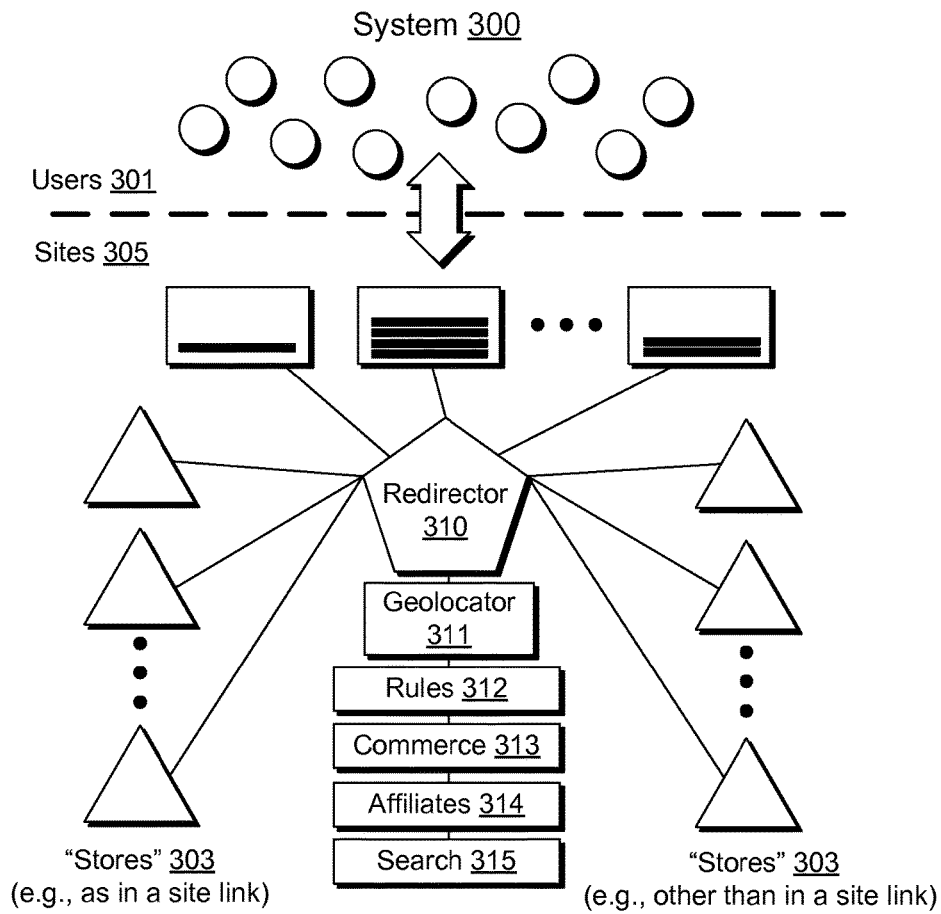 System 300
Users 301
Sites 305
Redirector
310
Geolocator
311
Rules 312
Commerce 313
Affiliates 314
Search 315
“Stores” 303
(e.g., as in a site link)
“Stores” 303
(e.g., other than in a site link)